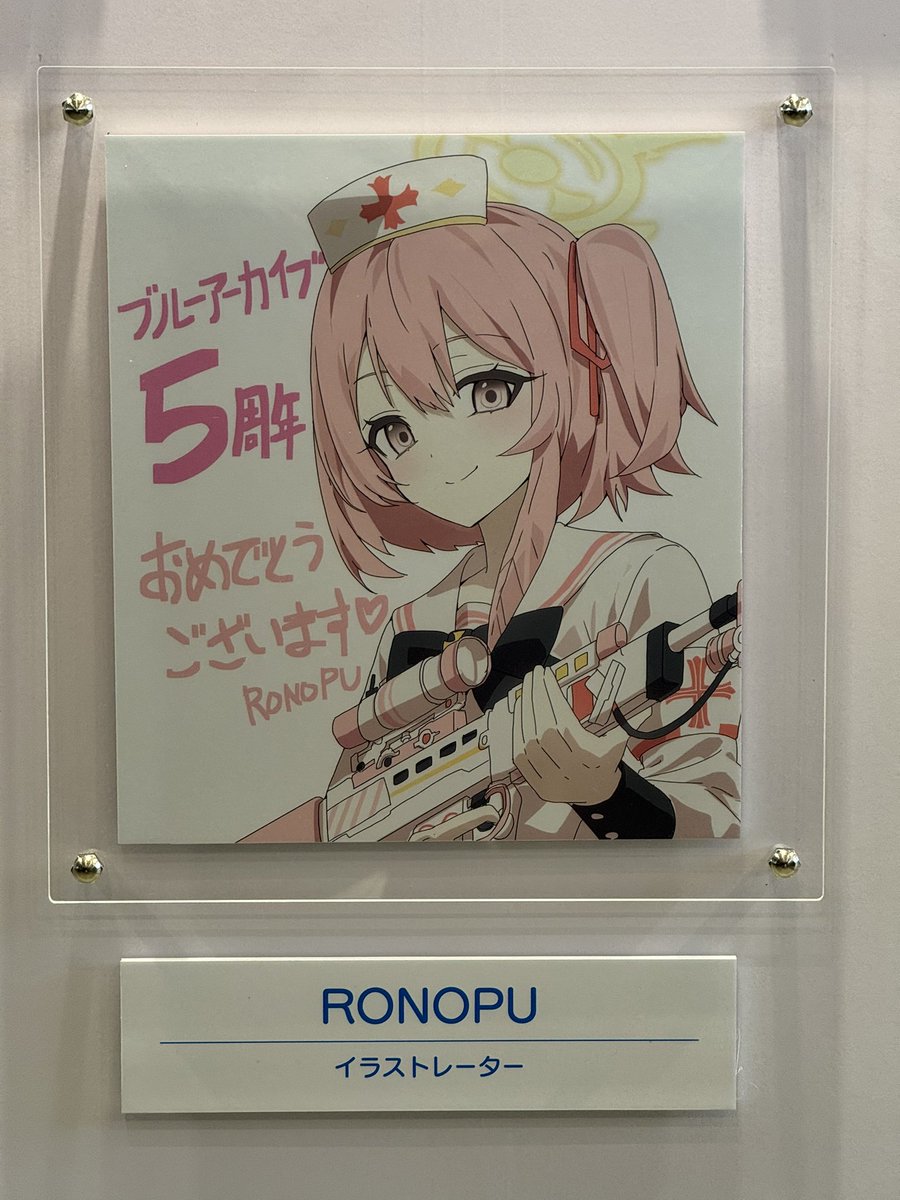 ブルーアーカイブ
5周年
おめでとう
ございます♡
RONOPU
RONOPU
イラストレーター